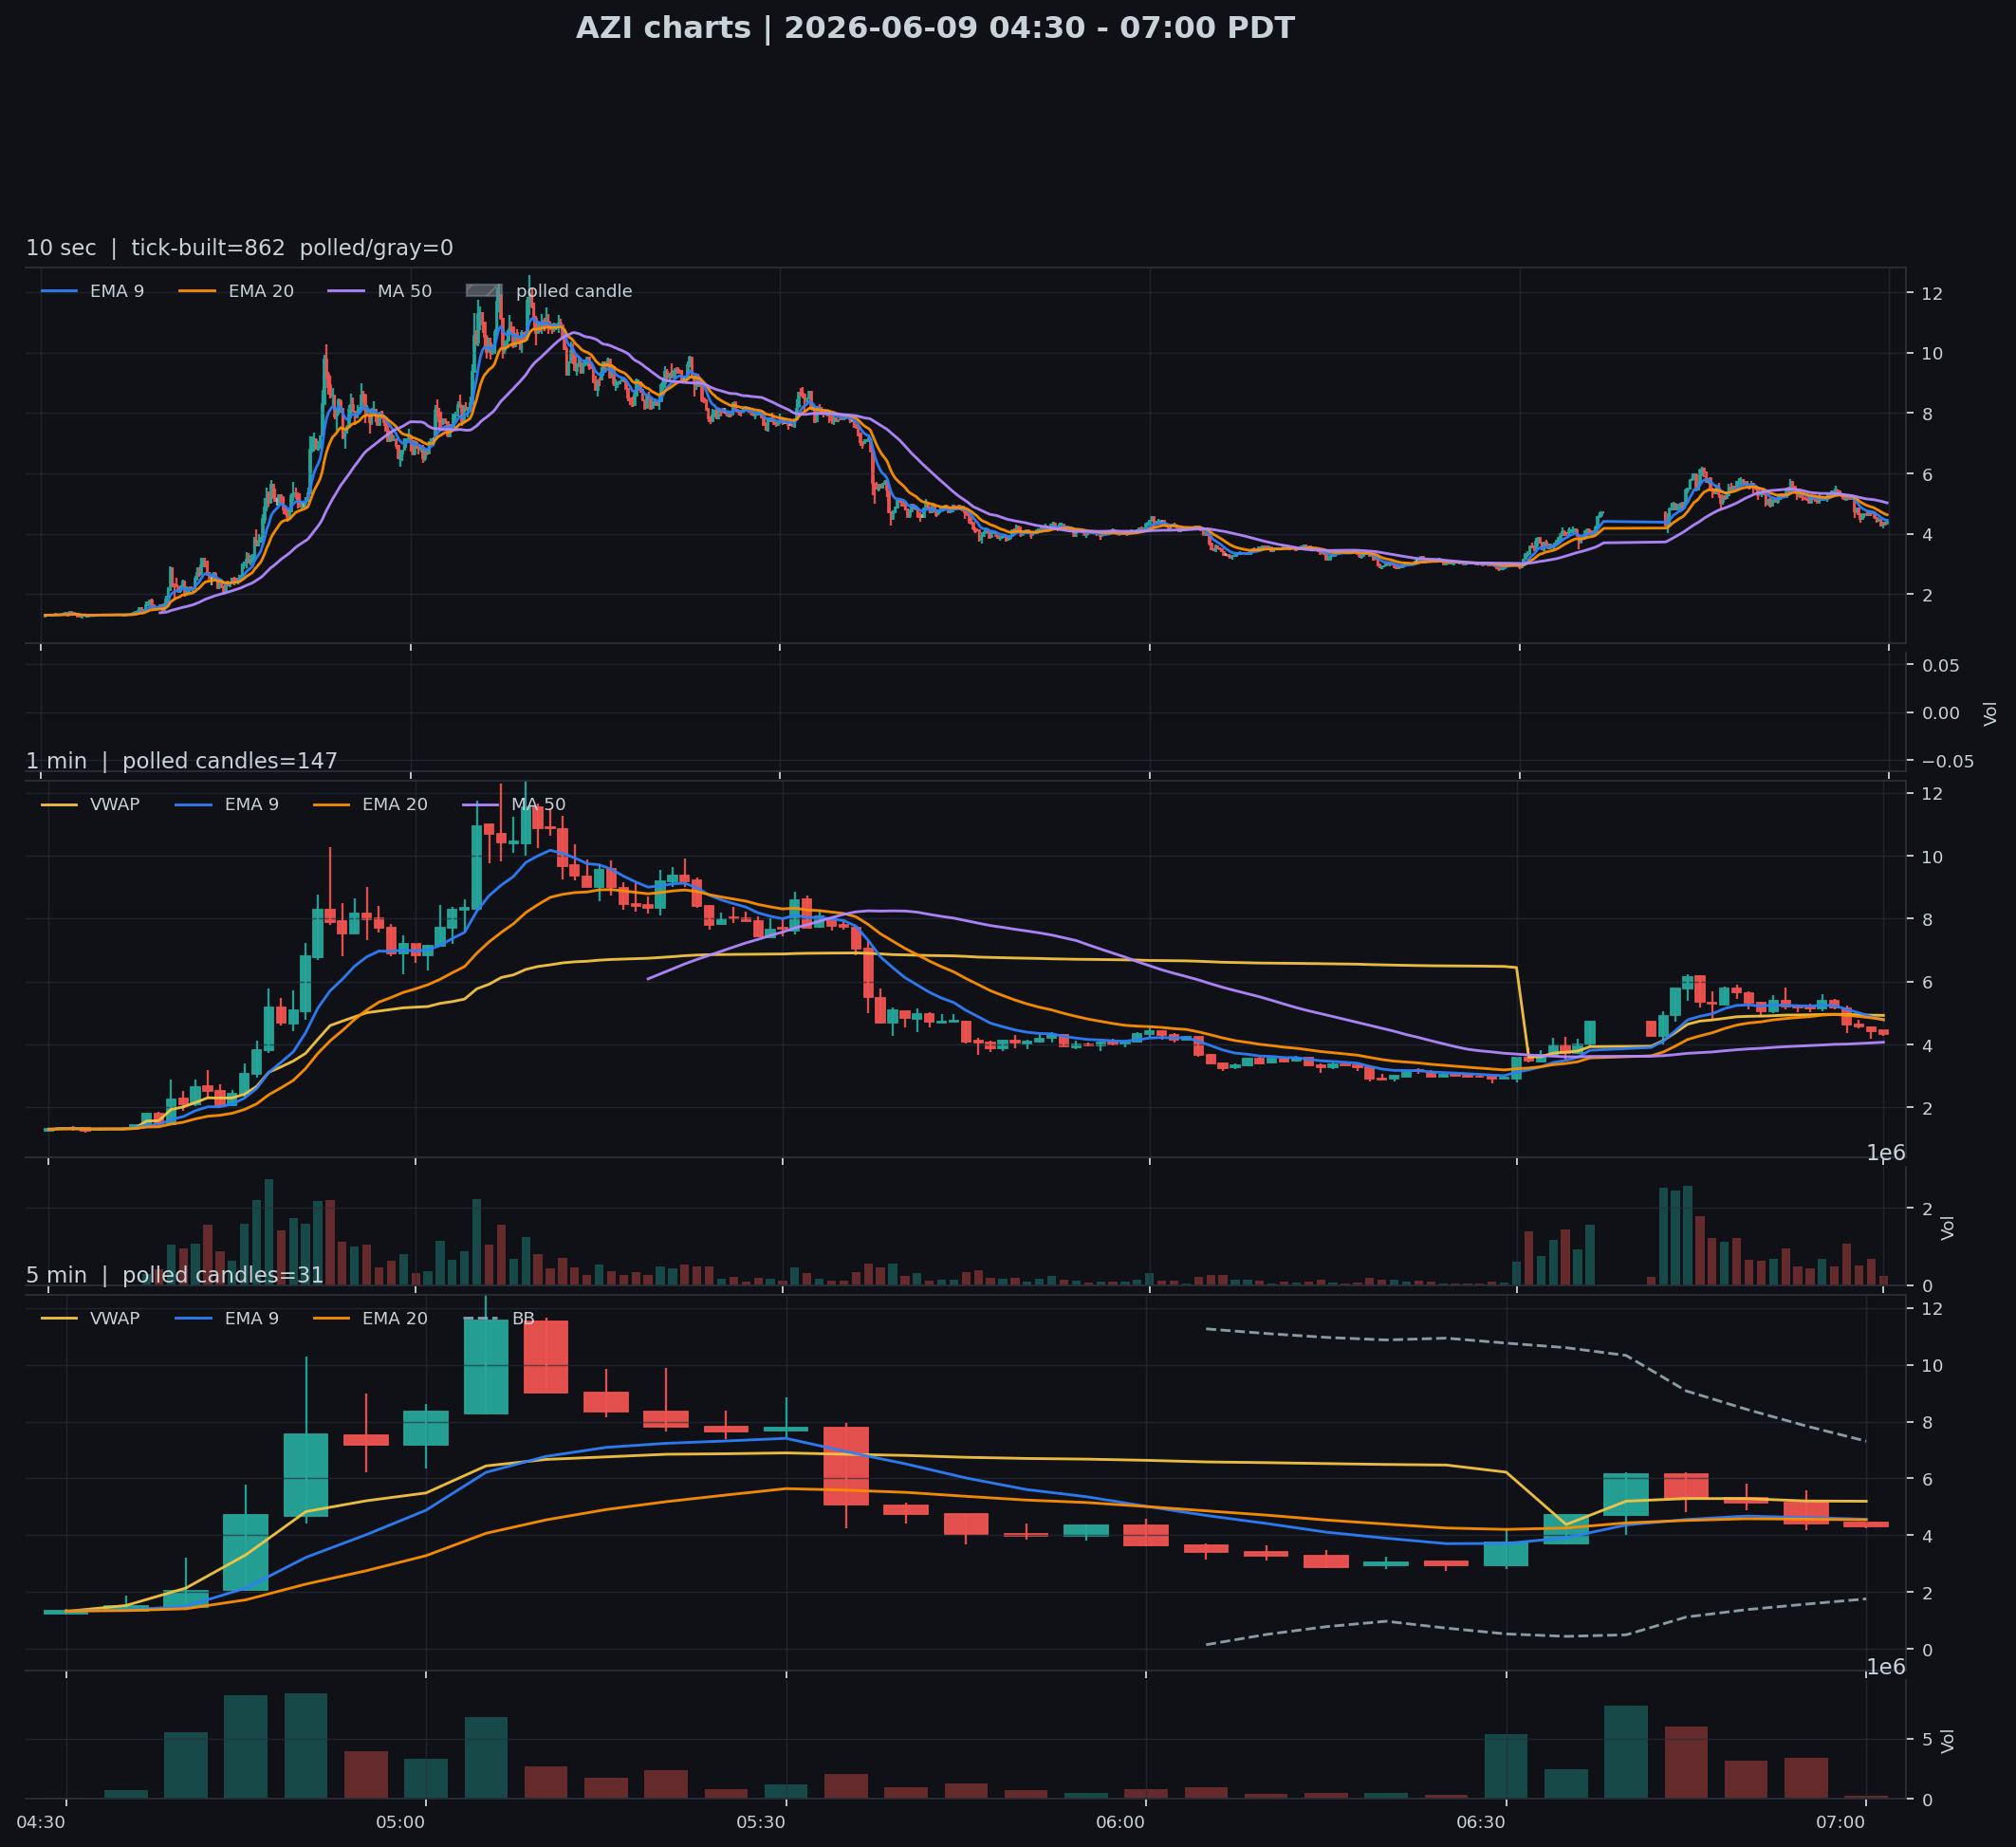 AZI charts | 2026-06-09 04:30 - 07:00 PDT
10 sec | tick-built=862 polled/gray=0
EMA 9 EMA 20 MA 50 polled candle
12
10
8
6
4
2
0.05
0.00
−0.05
Vol
1 min | polled candles=147
VWAP EMA 9 EMA 20 MA 50
12
10
8
6
4
2
1e6
2
0
Vol
5 min | polled candles=31
VWAP EMA 9 EMA 20 BB
12
10
8
6
4
2
0
1e6
5
0
Vol
04:30 05:00 05:30 06:00 06:30 07:00